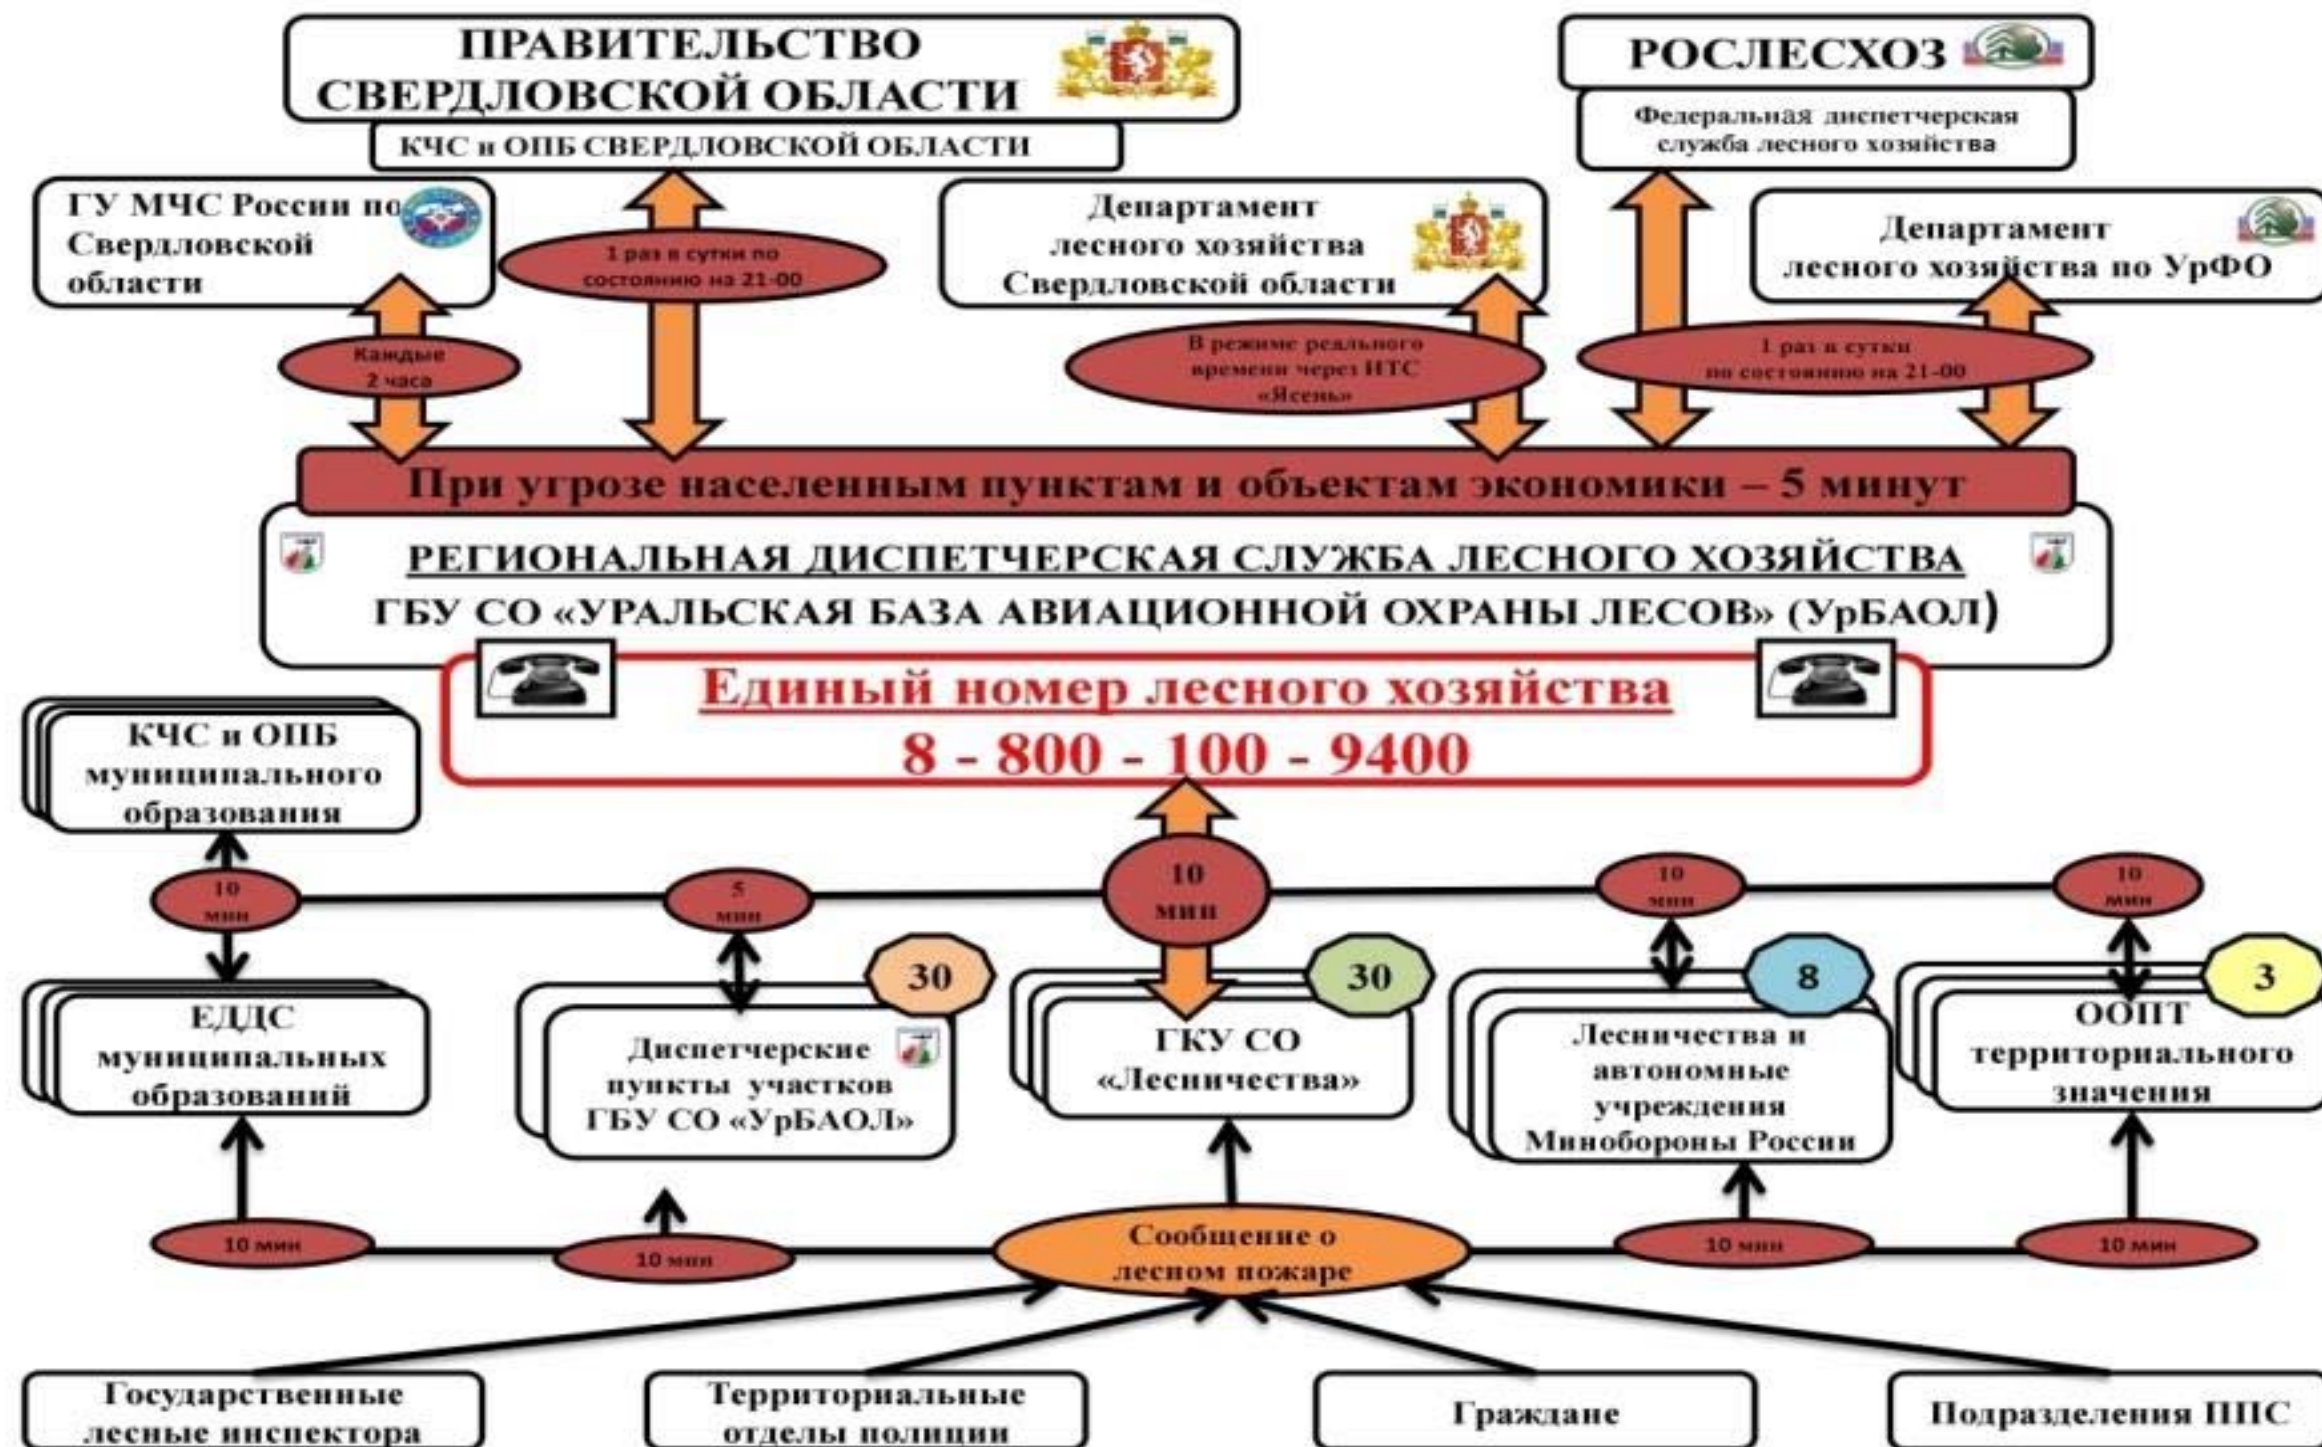 ПРАВИТЕЛЬСТВО
СВЕРДЛОВСКОЙ ОБЛАСТИ
КЧС и ОПБ СВЕРДЛОВСКОЙ ОБЛАСТИ
РОСЛЕСХОЗ
Федеральная диспетчерская
служба лесного хозяйства
ГУ МЧС России по
Свердловской
области
1 раз в сутки по
состоянию на 21-00
Департамент
лесного хозяйства
Свердловской области
Департамент
лесного хозяйства по УрФО
Каждые
2 часа
В режиме реального
времени через ИТС
«Ясень»
1 раз в сутки
по состоянию на 21-00
При угрозе населенным пунктам и объектам экономики – 5 минут
РЕГИОНАЛЬНАЯ ДИСПЕТЧЕРСКАЯ СЛУЖБА ЛЕСНОГО ХОЗЯЙСТВА
ГБУ СО «УРАЛЬСКАЯ БАЗА АВИАЦИОННОЙ ОХРАНЫ ЛЕСОВ» (УрБАОЛ)
Единый номер лесного хозяйства
8 - 800 - 100 - 9400
КЧС и ОПБ
муниципального
образования
10
мин
5
мин
10
мин
10
мин
10
мин
ЕДДС
муниципальных
образований
30
Диспетчерские
пункты участков
ГБУ СО «УрБАОЛ»
30
ГКУ СО
«Лесничества»
8
Лесничества и
автономные
учреждения
Минобороны России
3
ООПТ
территориального
значения
10 мин
10 мин
Сообщение о
лесном пожаре
10 мин
10 мин
Государственные
лесные инспектора
Территориальные
отделы полиции
Граждане
Подразделения ППС